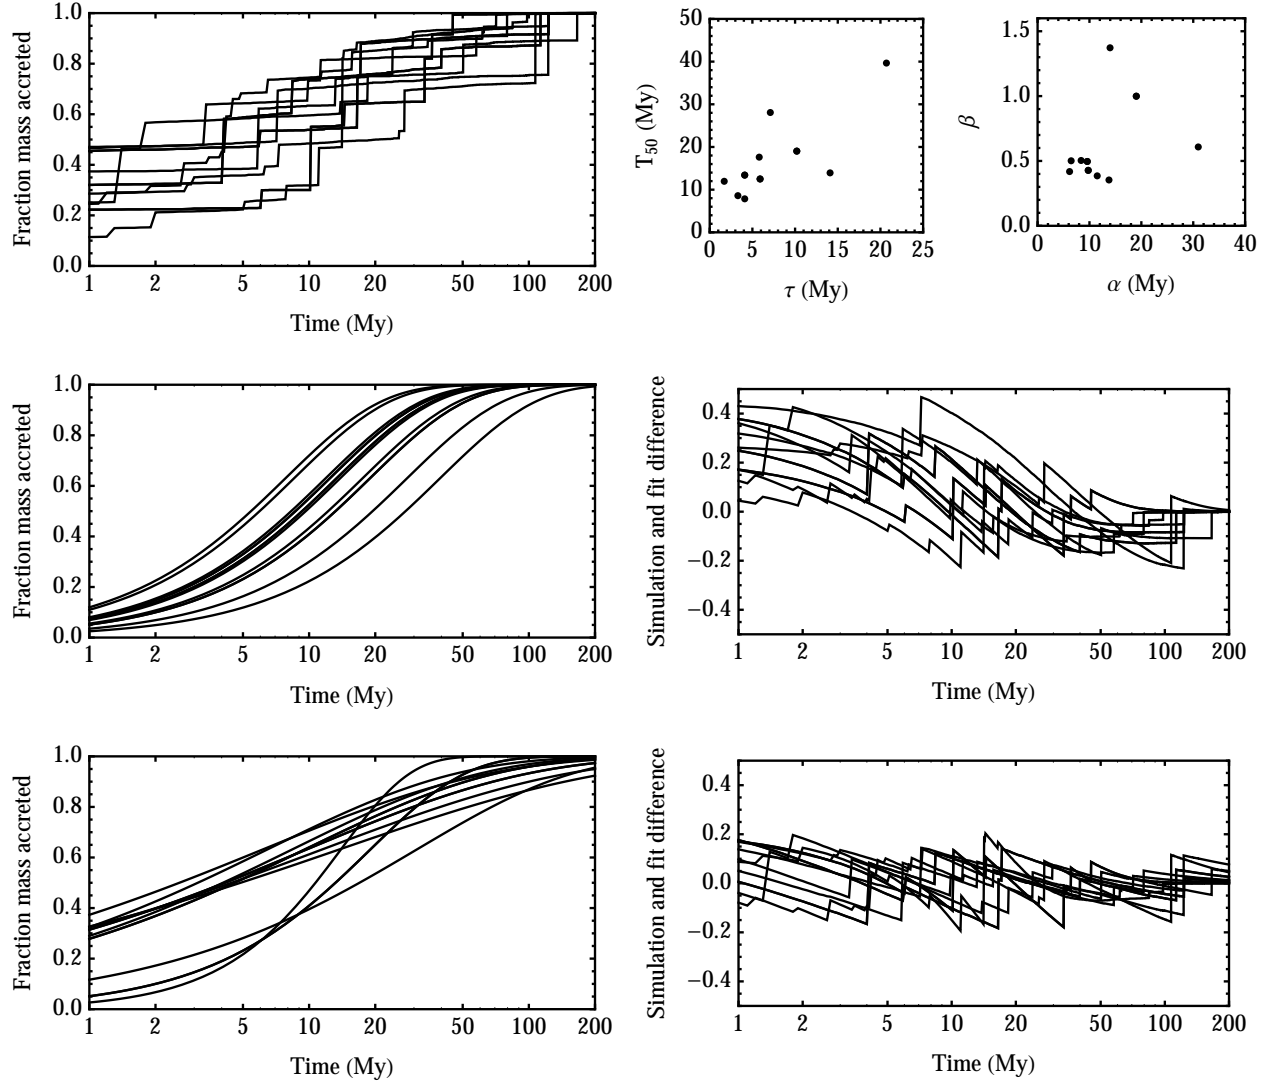 Fraction mass accreted
1.0
0.8
0.6
0.4
0.2
0.0
1 2 5 10 20 50 100 200
Time (My)
T50 (My)
50
40
30
20
10
0
0 5 10 15 20 25
τ (My)
β
1.5
1.0
0.5
0.0
0 10 20 30 40
α (My)
Fraction mass accreted
1.0
0.8
0.6
0.4
0.2
0.0
1 2 5 10 20 50 100 200
Time (My)
Simulation and fit difference
0.4
0.2
0.0
−0.2
−0.4
1 2 5 10 20 50 100 200
Time (My)
Fraction mass accreted
1.0
0.8
0.6
0.4
0.2
0.0
1 2 5 10 20 50 100 200
Time (My)
Simulation and fit difference
0.4
0.2
0.0
−0.2
−0.4
1 2 5 10 20 50 100 200
Time (My)